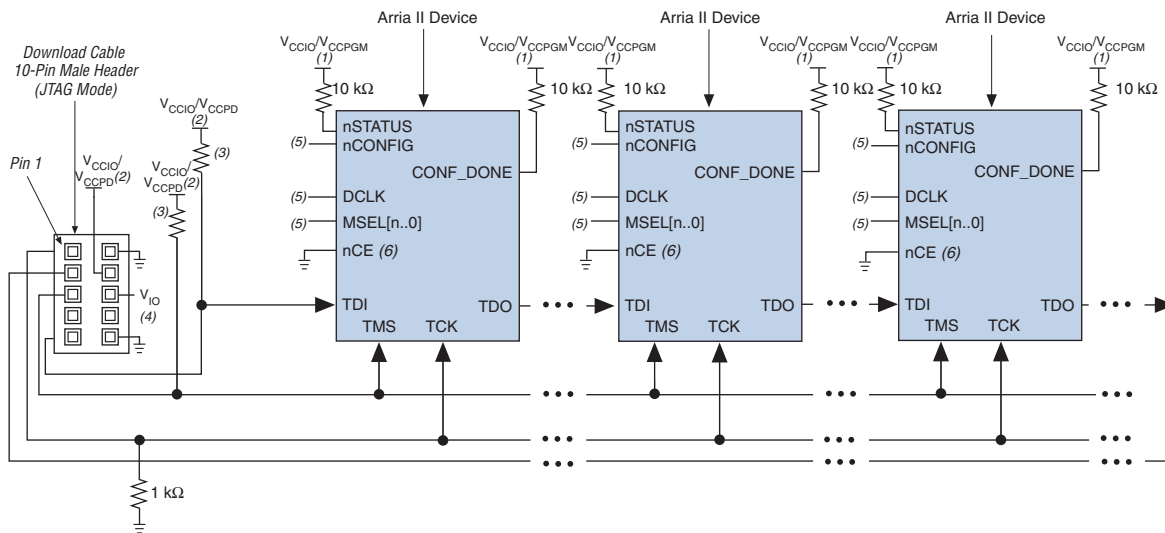 Arria II Device
Arria II Device
Arria II Device
Download Cable
10-Pin Male Header
(JTAG Mode)
Pin 1
VCCIO/
VCCPD(2)
VCCIO/VCCPD
(2)
(3)
VCCIO/
VCCPD(2)
(3)
VIO
(4)
1 kΩ
VCCIO/VCCPGM
(1)
10 kΩ
VCCIO/VCCPGM
(1)
10 kΩ
nSTATUS
(5) nCONFIG
CONF_DONE
(5) DCLK
(5) MSEL[n..0]
nCE (6)
TDI
TDO
TMS TCK
VCCIO/VCCPGM
(1)
10 kΩ
VCCIO/VCCPGM
(1)
10 kΩ
nSTATUS
(5) nCONFIG
CONF_DONE
(5) DCLK
(5) MSEL[n..0]
nCE (6)
TDI
TDO
TMS TCK
VCCIO/VCCPGM
(1)
10 kΩ
VCCIO/VCCPGM
(1)
10 kΩ
nSTATUS
(5) nCONFIG
CONF_DONE
(5) DCLK
(5) MSEL[n..0]
nCE (6)
TDI
TDO
TMS TCK